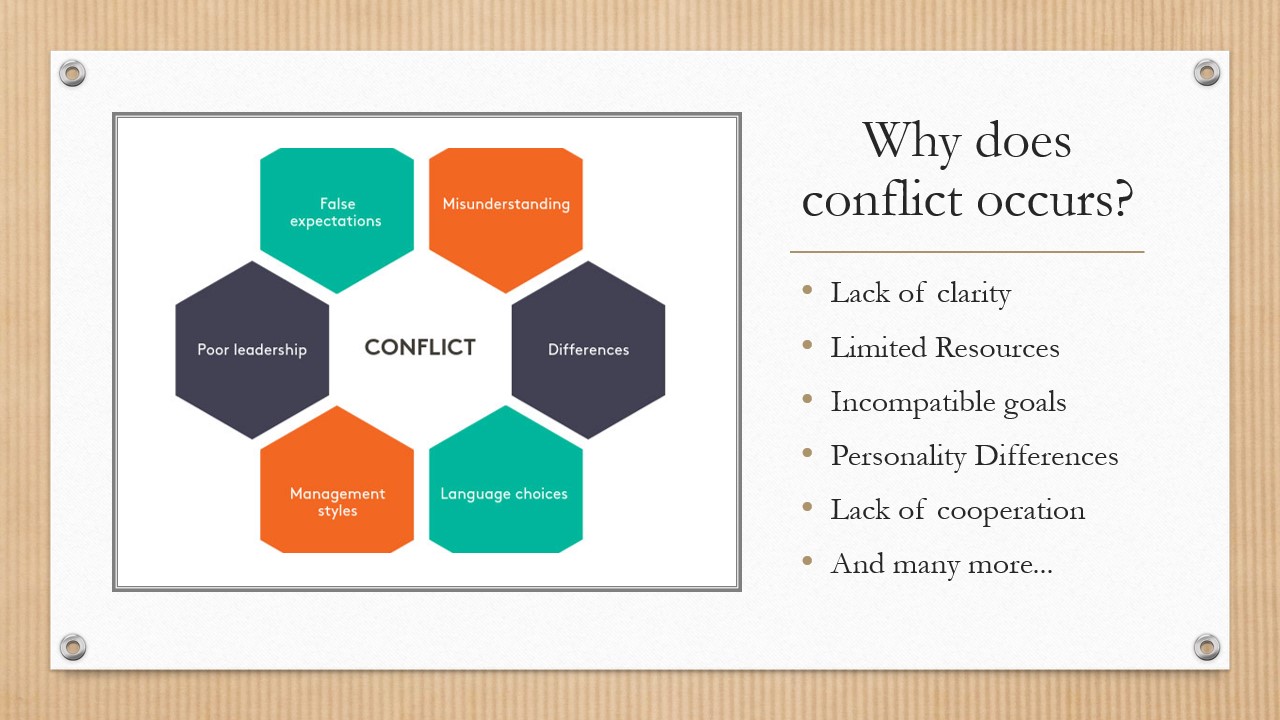 False
expectations
Misunderstanding
Poor leadership
CONFLICT
Differences
Management
styles
Language choices
Why does
conflict occurs?
• Lack of clarity
• Limited Resources
• Incompatible goals
• Personality Differences
• Lack of cooperation
• And many more...